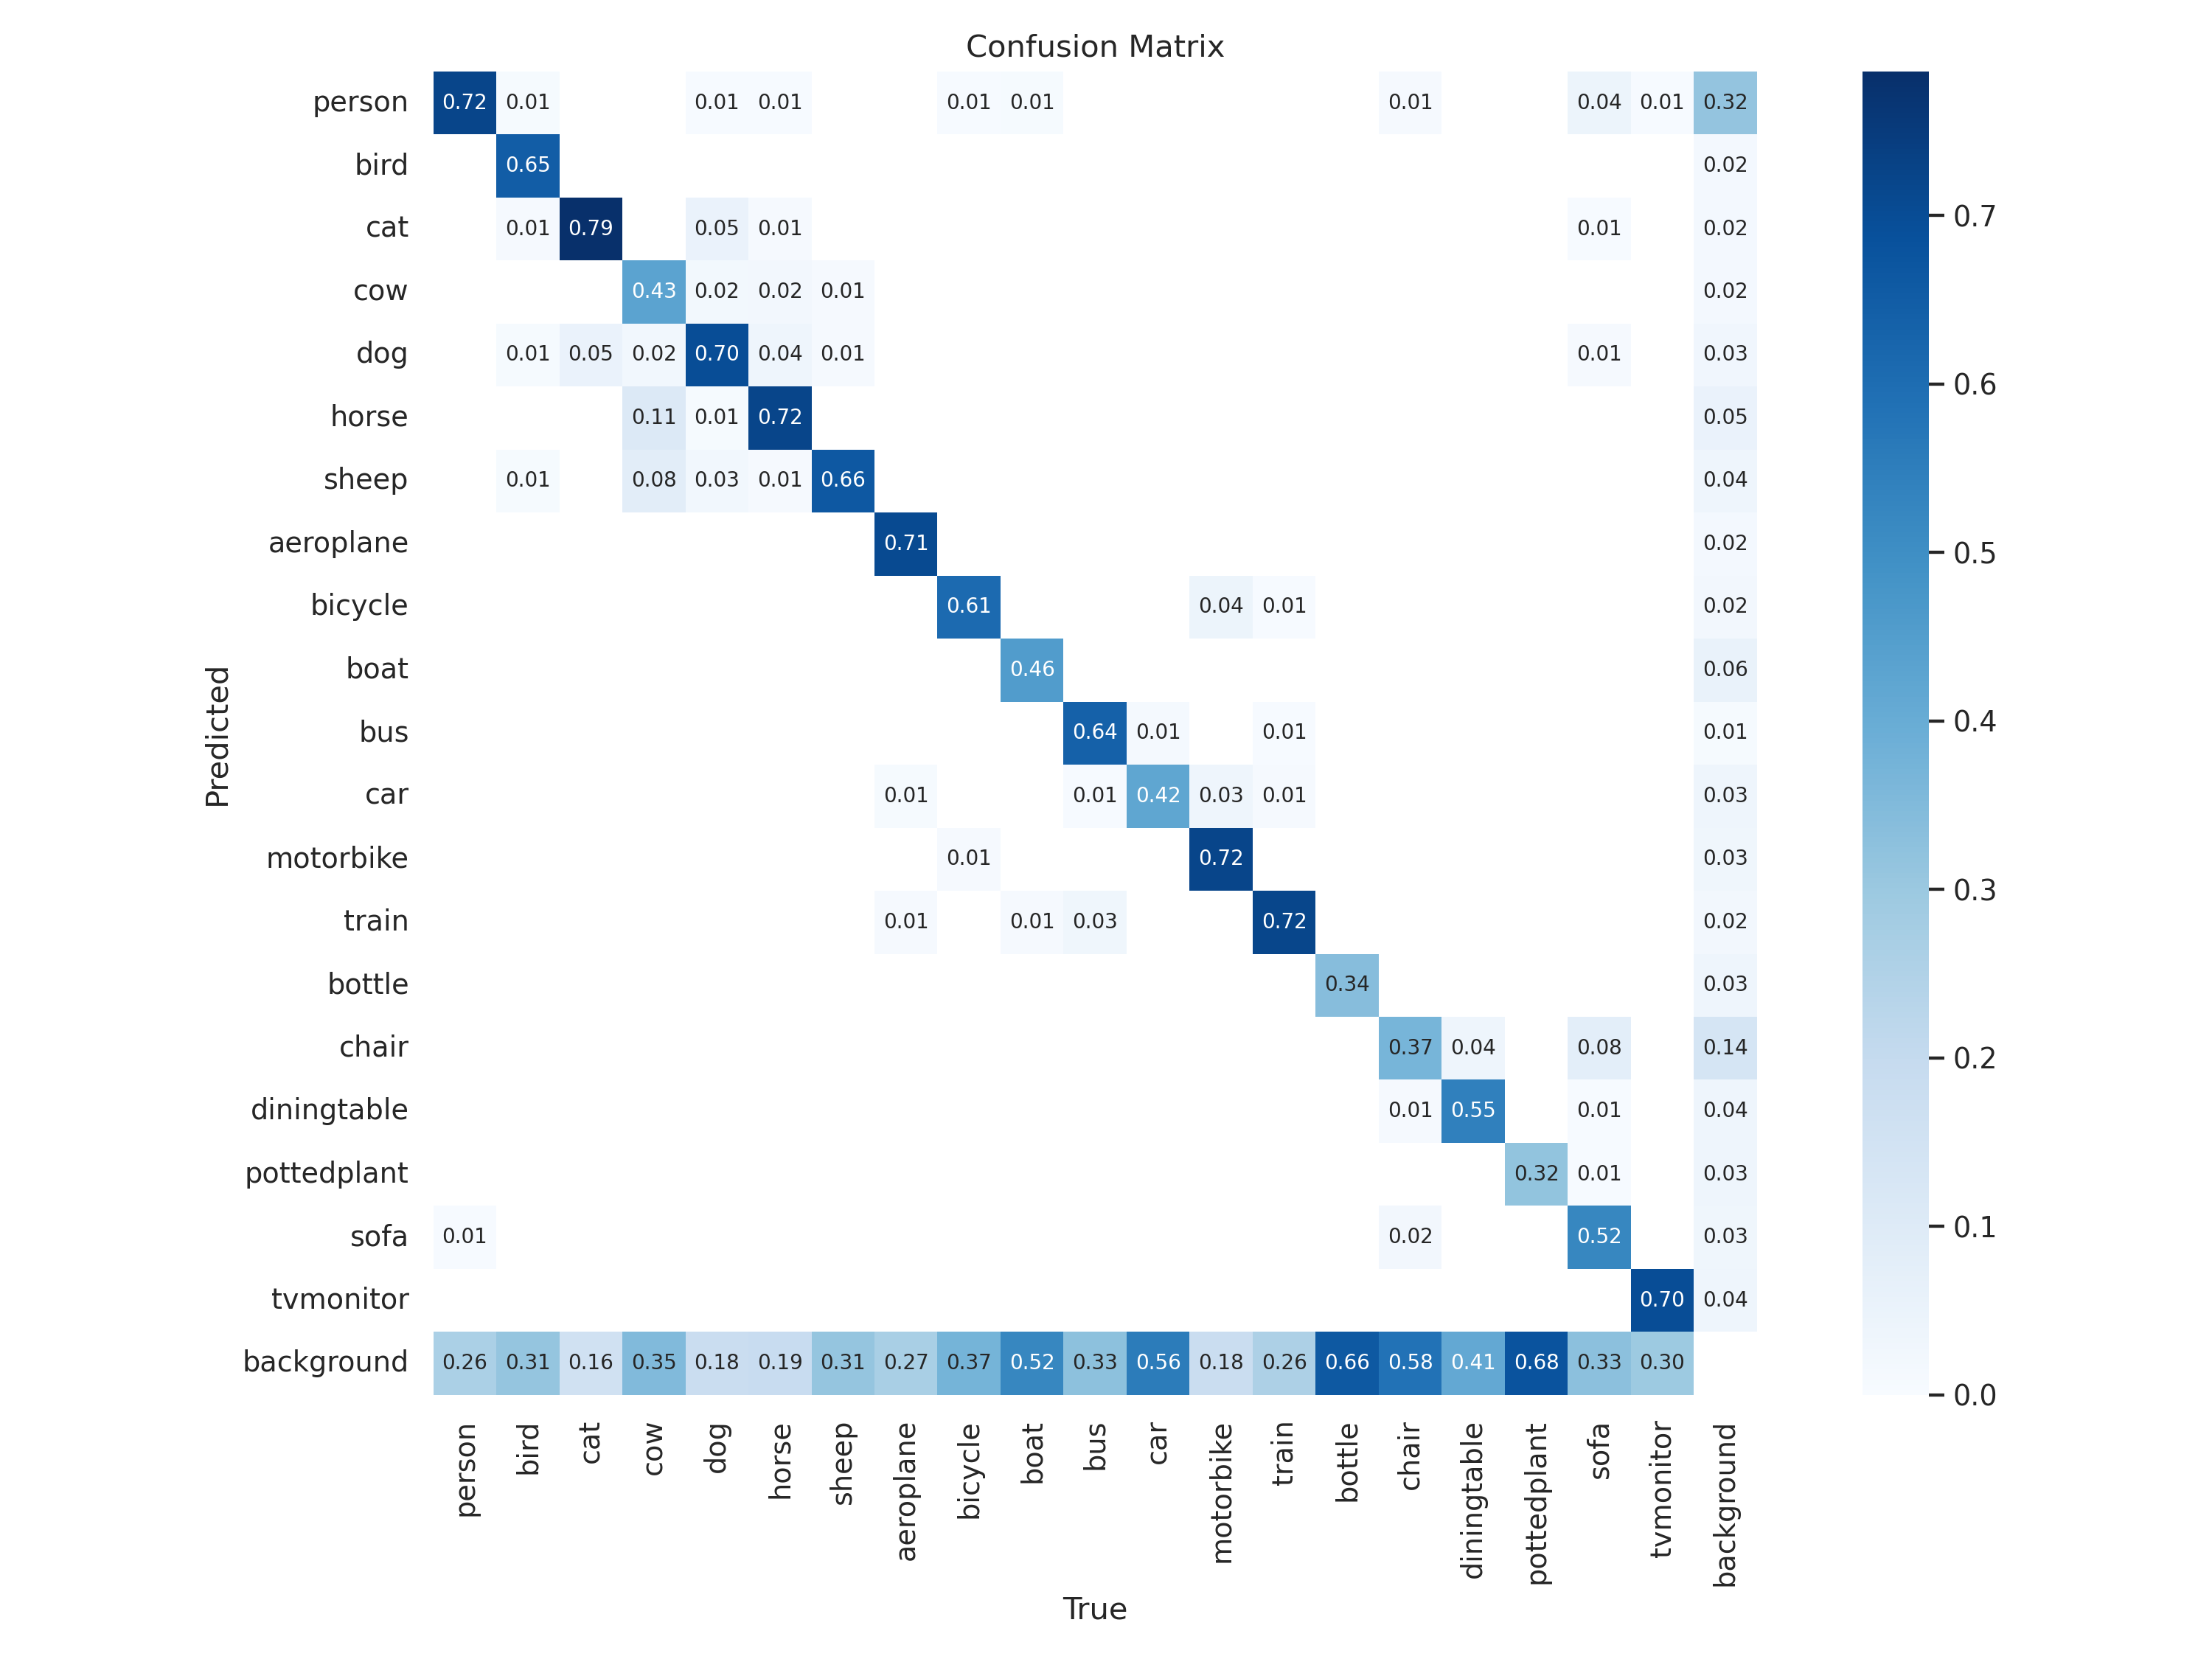 Confusion Matrix
person 0.72 0.01 0.01 0.01 0.01 0.01 0.01 0.04 0.01 0.32
bird 0.65 0.02
cat 0.01 0.79 0.05 0.01 0.01 0.02
cow 0.43 0.02 0.02 0.01 0.02
dog 0.01 0.05 0.02 0.70 0.04 0.01 0.01 0.03
horse 0.11 0.01 0.72 0.05
sheep 0.01 0.08 0.03 0.01 0.66 0.04
aeroplane 0.71 0.02
bicycle 0.61 0.04 0.01 0.02
boat 0.46 0.06
bus 0.64 0.01 0.01 0.01
car 0.01 0.01 0.42 0.03 0.01 0.03
motorbike 0.01 0.72 0.03
train 0.01 0.01 0.03 0.72 0.02
bottle 0.34 0.03
chair 0.37 0.04 0.08 0.14
diningtable 0.01 0.55 0.01 0.04
pottedplant 0.32 0.01 0.03
sofa 0.01 0.02 0.52 0.03
tvmonitor 0.70 0.04
background 0.26 0.31 0.16 0.35 0.18 0.19 0.31 0.27 0.37 0.52 0.33 0.56 0.18 0.26 0.66 0.58 0.41 0.68 0.33 0.30
Predicted
person
bird
cat
cow
dog
horse
sheep
aeroplane
bicycle
boat
bus
car
motorbike
train
bottle
chair
diningtable
pottedplant
sofa
tvmonitor
background
True
0.7
0.6
0.5
0.4
0.3
0.2
0.1
0.0